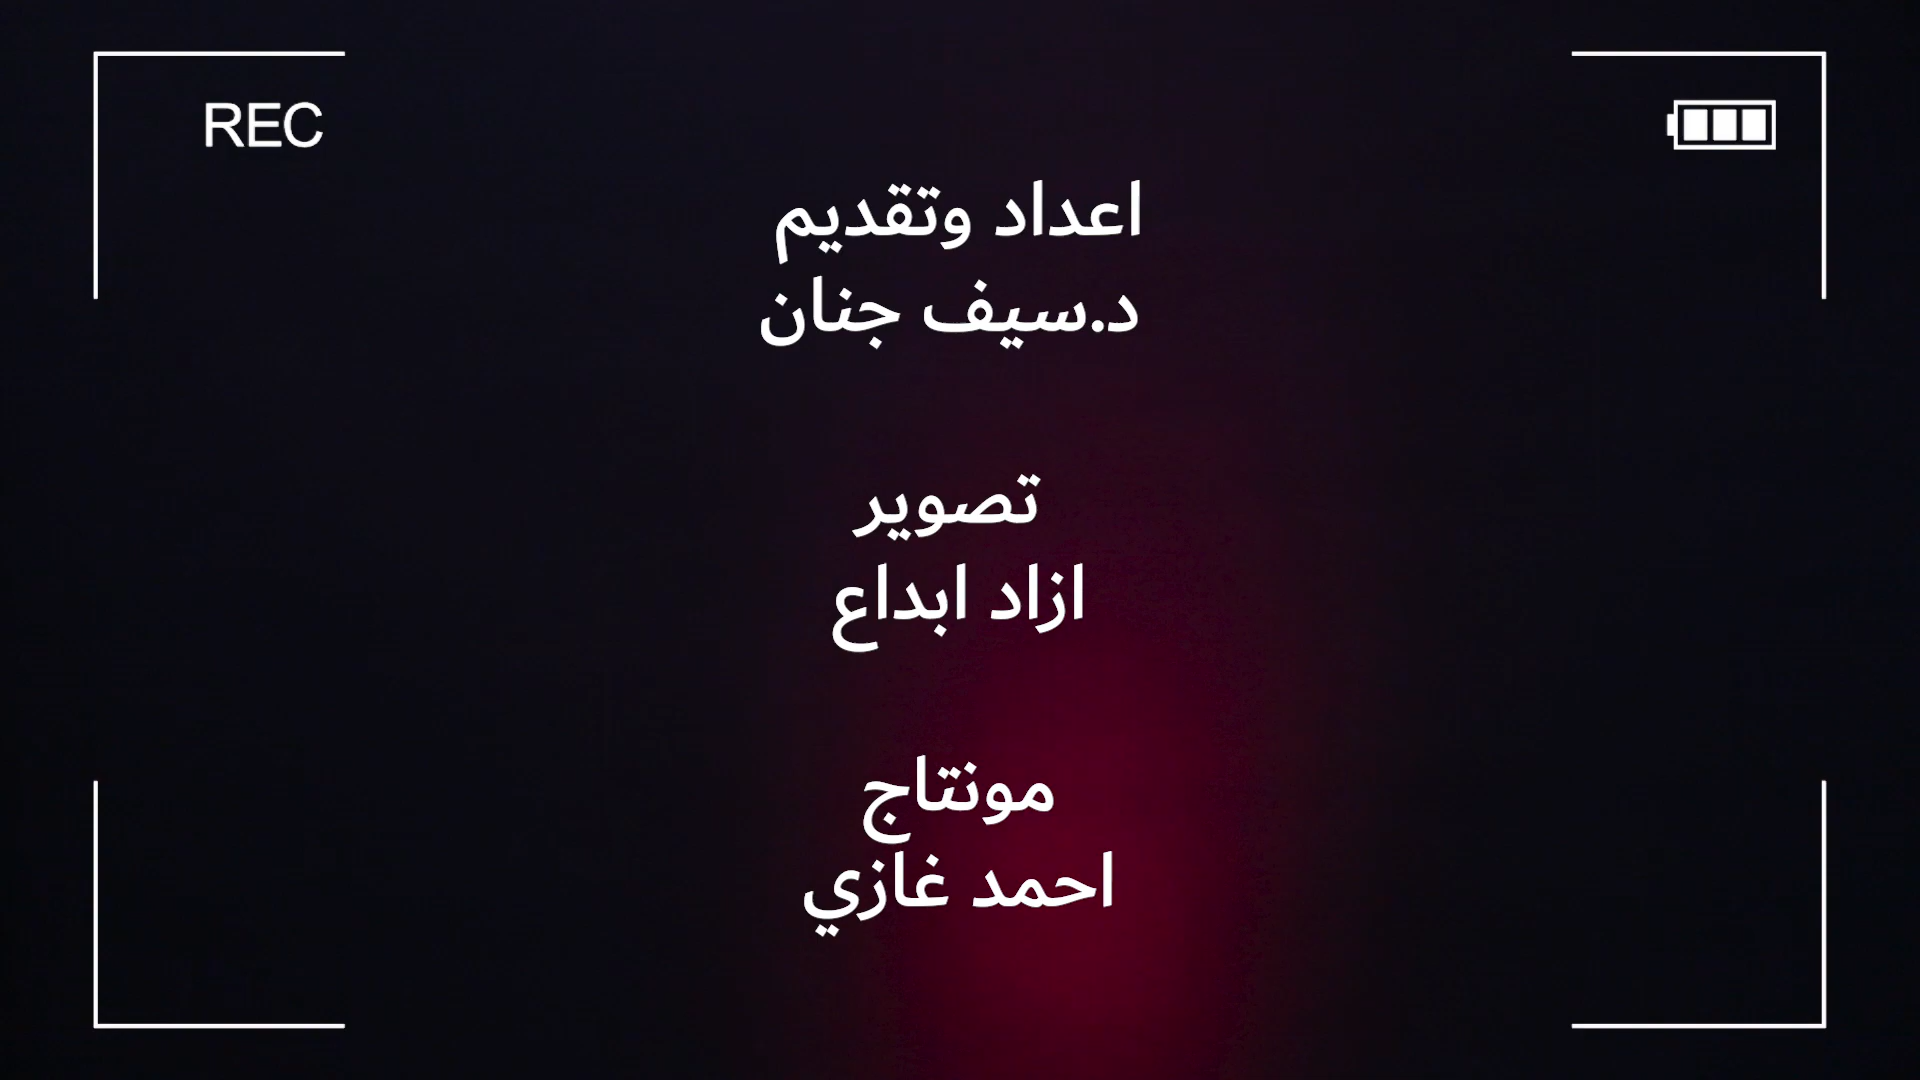 REC
اعداد وتقديم
د.سيف جنان
تصوير
ازاد ابداع
مونتاج
احمد غازي